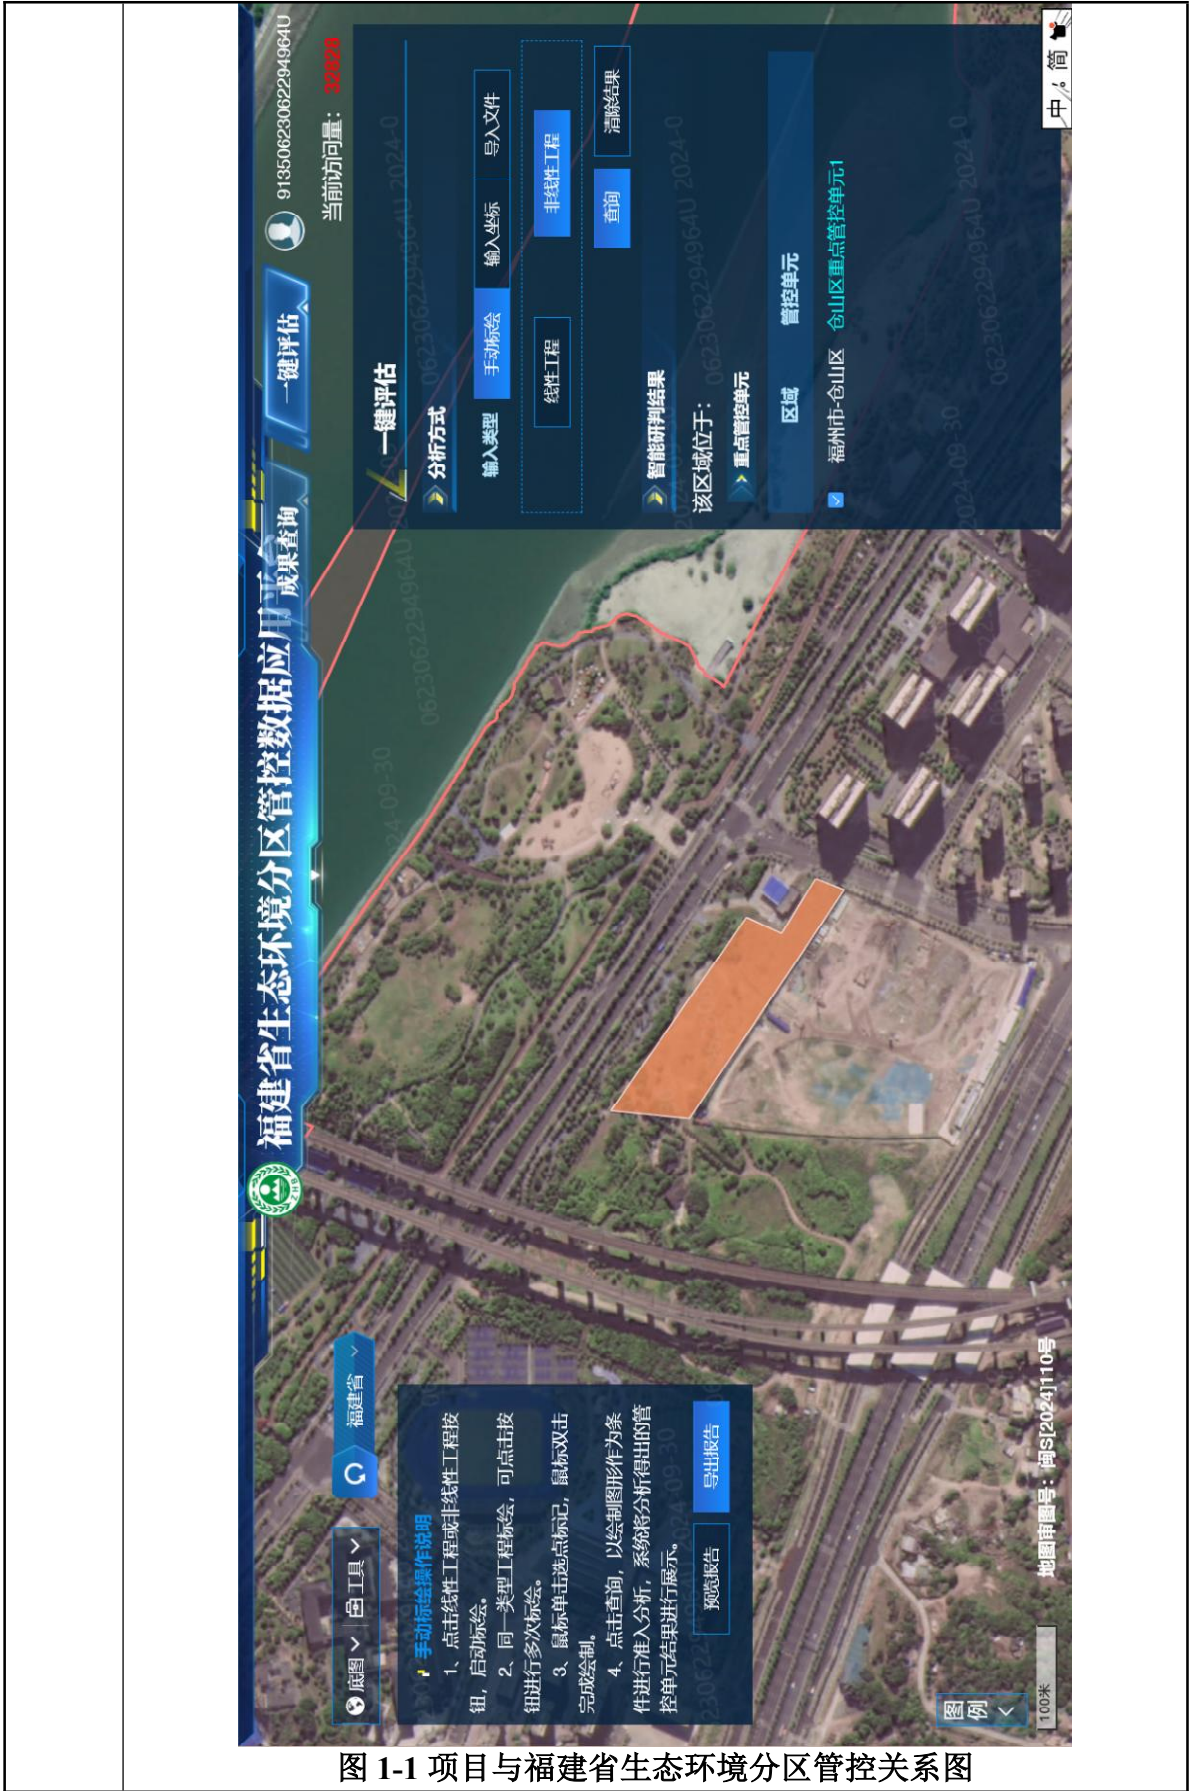 福建省生态环境分区管控数据应用平台
成果查询
一键评估
91350623062294964U
当前访问量：32828
底图
工具
福建省
手动标绘操作说明
1、点击线性工程或非线性工程按
钮，启动标绘。
2、同一类型工程标绘，可点击按
钮进行多次标绘。
3、鼠标单击选点标记，鼠标双击
完成绘制。
4、点击查询，以绘制图形作为条
件进行准入分析，系统将分析得出的管
控单元结果进行展示。
预览报告
导出报告
一键评估
分析方式
输入类型
手动标绘
输入坐标
导入文件
线性工程
非线性工程
查询
清除结果
智能研判结果
该区域位于：
重点管控单元
区域
管控单元
福州市-仓山区
仓山区重点管控单元1
图例
100米
地图审图号：闽S[2024]110号
中
简
图 1-1 项目与福建省生态环境分区管控关系图